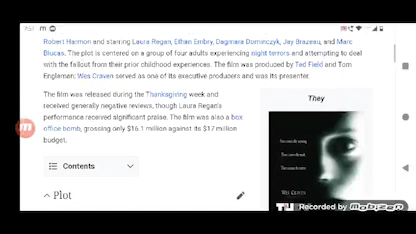 Robert Harmon and starring Laura Regan, Ethan Embry, Dagmara Dominczyk, Jay Brazeau, and Marc
Blucas. The plot is centered on a group of four adults experiencing night terrors and attempting to deal
with the fallout from their prior childhood experiences. The film was produced by Ted Field and Tom
Engleman; Wes Craven served as one of its executive producers and was its presenter.
The film was released during the Thanksgiving week and
received generally negative reviews, though Laura Regan's
performance received significant praise. The film was also a box
office bomb, grossing only $16.1 million against its $17 million
budget.
They
Contents
Plot
WES CRAVEN
Recorded by Mobizen